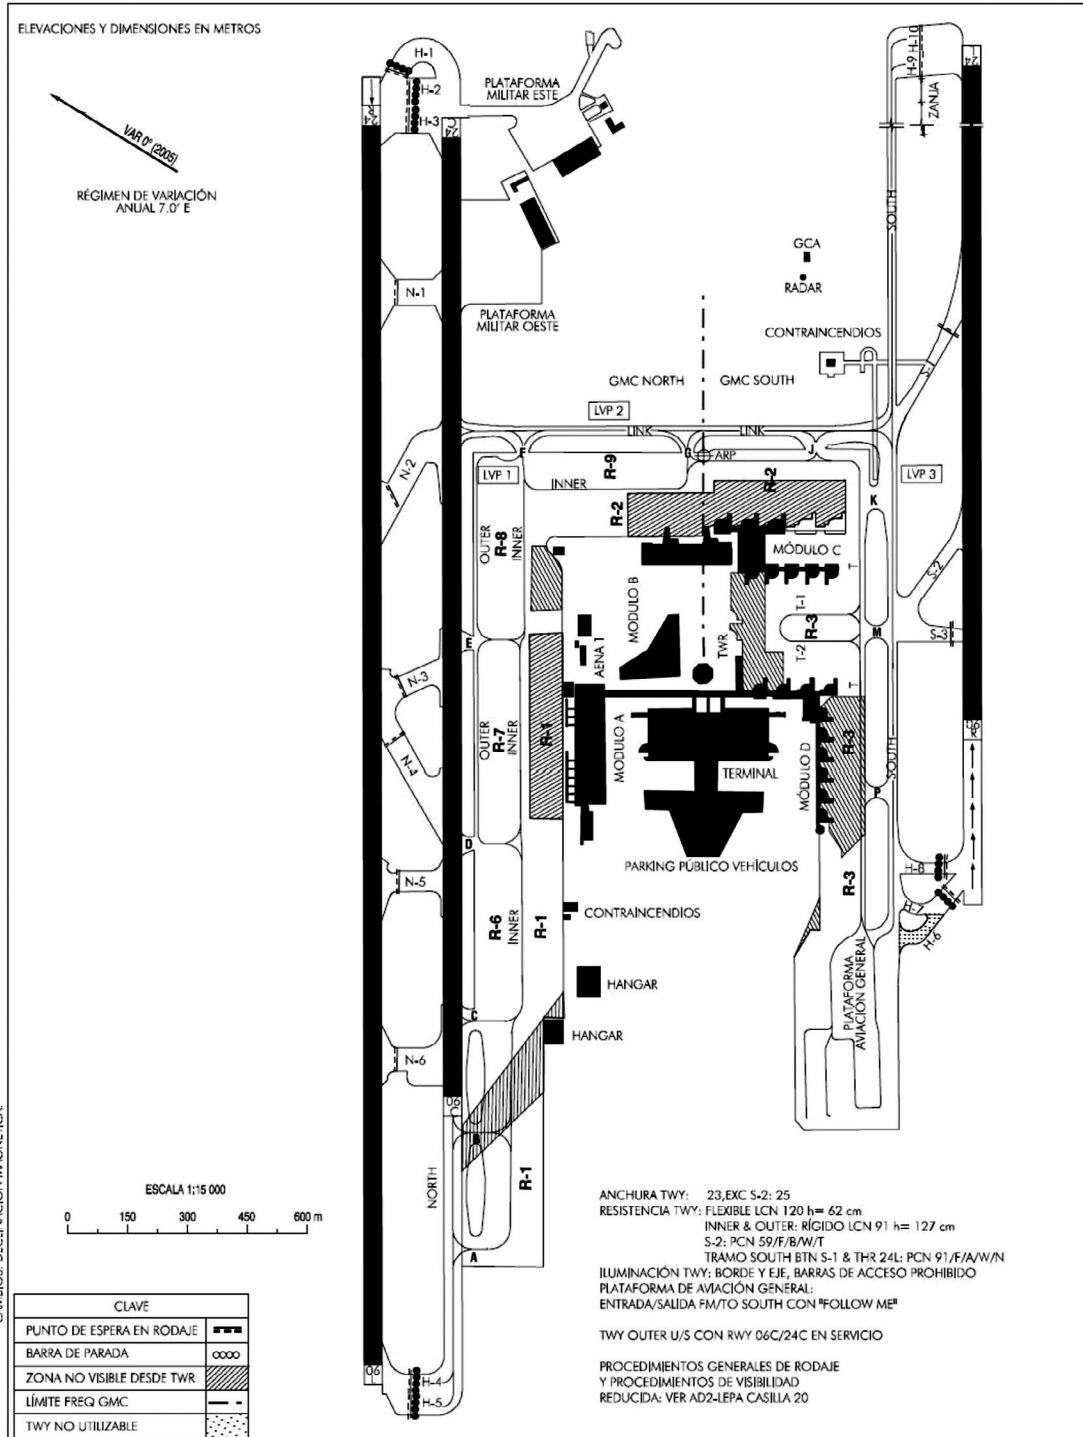 ELEVACIONES Y DIMENSIONES EN METROS
VAR 0° (2005)
RÉGIMEN DE VARIACIÓN
ANUAL 7.0' E
H-1
H-2
H-3
24
R
24
C
PLATAFORMA
MILITAR ESTE
H-9
H-10
24
L
ZANJA
SOUTH
GCA
RADAR
N-1
PLATAFORMA
MILITAR OESTE
CONTRAINCENDIOS
S-1
GMC NORTH
GMC SOUTH
LVP 2
LINK
LINK
F
G
ARP
J
N-2
LVP 1
R-9
INNER
R-2
R-2
LVP 3
K
OUTER
R-8
INNER
MÓDULO C
MODULO B
T
T-1
S-2
R-3
M
S-3
E
AENA 1
TWR
T-2
T
N-3
OUTER
R-7
INNER
R-1
MODULO A
R-3
SOUTH
06
R
N-4
TERMINAL
MÓDULO D
P
D
PARKING PÚBLICO VEHÍCULOS
N-5
H-8
R-3
H-7
R-6
INNER
R-1
CONTRAINCENDIOS
H-6
PLATAFORMA
AVIACIÓN GENERAL
HANGAR
C
HANGAR
N-6
06
C
B
NORTH
R-1
A
ESCALA 1:15 000
0 150 300 450 600 m
ANCHURA TWY: 23,EXC S-2: 25
RESISTENCIA TWY: FLEXIBLE LCN 120 h= 62 cm
INNER & OUTER: RÍGIDO LCN 91 h= 127 cm
S-2: PCN 59/F/B/W/T
TRAMO SOUTH BTN S-1 & THR 24L: PCN 91/F/A/W/N
ILUMINACIÓN TWY: BORDE Y EJE, BARRAS DE ACCESO PROHIBIDO
PLATAFORMA DE AVIACIÓN GENERAL:
ENTRADA/SALIDA FM/TO SOUTH CON "FOLLOW ME"
TWY OUTER U/S CON RWY 06C/24C EN SERVICIO
PROCEDIMIENTOS GENERALES DE RODAJE
Y PROCEDIMIENTOS DE VISIBILIDAD
REDUCIDA: VER AD2-LEPA CASILLA 20
06
L
H-4
H-5
CLAVE
PUNTO DE ESPERA EN RODAJE
BARRA DE PARADA
ZONA NO VISIBLE DESDE TWR
LÍMITE FREQ GMC
TWY NO UTILIZABLE